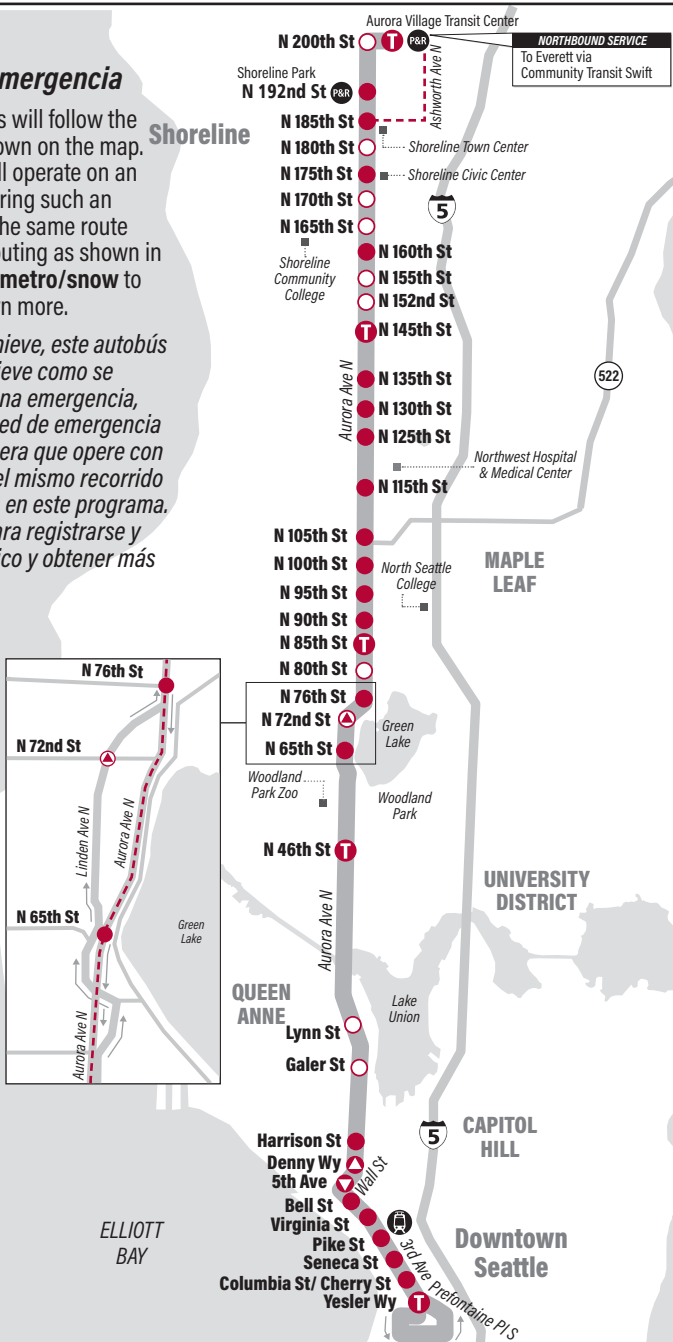 mergencia
s will follow the
own on the map.
ll operate on an
ring such an
he same route
outing as shown in
metro/snow to
n more.
nieve, este autobús
ieve como se
na emergencia,
ed de emergencia
era que opere con
el mismo recorrido
en este programa.
ara registrarse y
ico y obtener más
Aurora Village Transit Center
N 200th St
T
P&R
NORTHBOUND SERVICE
To Everett via
Community Transit Swift
Ashworth Ave N
Shoreline Park
N 192nd St
P&R
Shoreline
N 185th St
Shoreline Town Center
N 180th St
N 175th St
Shoreline Civic Center
N 170th St
N 165th St
5
Shoreline
Community
College
N 160th St
N 155th St
N 152nd St
T
N 145th St
Aurora Ave N
N 135th St
N 130th St
N 125th St
522
Northwest Hospital
& Medical Center
N 115th St
N 105th St
N 100th St
MAPLE
LEAF
North Seattle
College
N 95th St
N 90th St
N 85th St
T
N 80th St
N 76th St
N 72nd St
N 65th St
Green
Lake
N 76th St
N 72nd St
Linden Ave N
Aurora Ave N
N 65th St
Green
Lake
Aurora Ave N
Woodland
Park Zoo
Woodland
Park
N 46th St
T
UNIVERSITY
DISTRICT
Aurora Ave N
QUEEN
ANNE
Lake
Union
Lynn St
Galer St
CAPITOL
HILL
5
Harrison St
Denny Wy
5th Ave
Wall St
Bell St
Virginia St
Pike St
Seneca St
Columbia St/ Cherry St
Yesler Wy
T
3rd Ave
Prefontaine Pl S
Downtown
Seattle
ELLIOTT
BAY